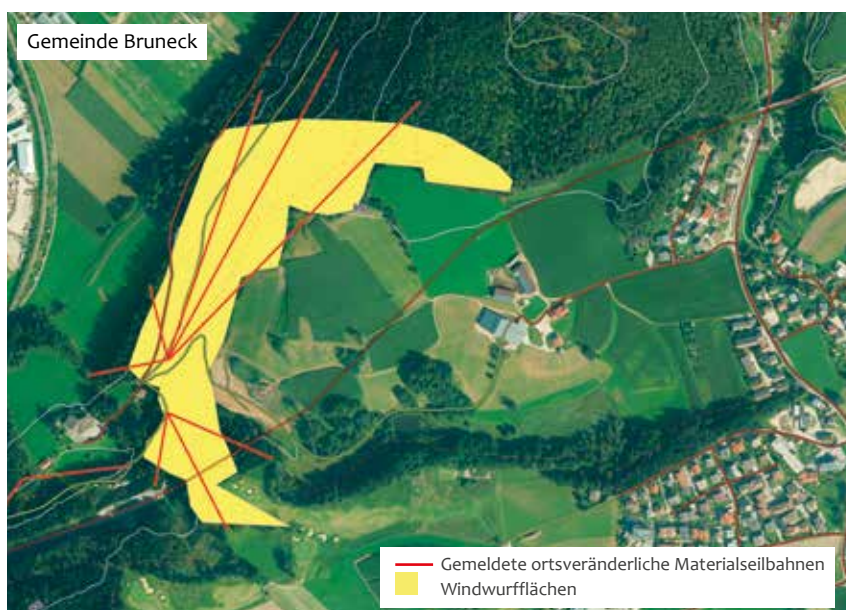 Gemeinde Bruneck
Gemeldete ortsveränderliche Materialseilbahnen
Windwurfflächen